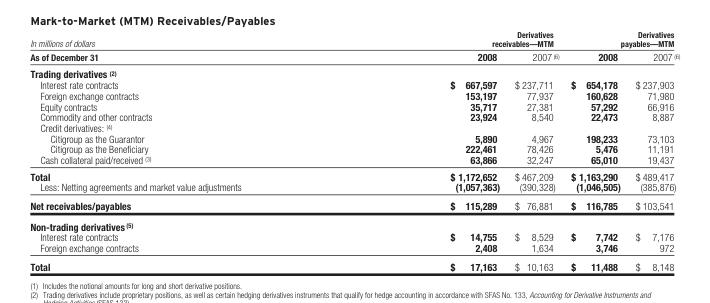 Mark-to-Market (MTM) Receivables/Payables
In millions of dollars Derivatives receivables—MTM Derivatives payables—MTM
As of December 31 2008 2007 (6) 2008 2007 (6)
Trading derivatives (2)
Interest rate contracts $ 667,597 $ 237,711 $ 654,178 $ 237,903
Foreign exchange contracts 153,197 77,937 160,628 71,980
Equity contracts 35,717 27,381 57,292 66,916
Commodity and other contracts 23,924 8,540 22,473 8,887
Credit derivatives: (4)
Citigroup as the Guarantor 5,890 4,967 198,233 73,103
Citigroup as the Beneficiary 222,461 78,426 5,476 11,191
Cash collateral paid/received (3) 63,866 32,247 65,010 19,437
Total $ 1,172,652 $ 467,209 $ 1,163,290 $ 489,417
Less: Netting agreements and market value adjustments (1,057,363) (390,328) (1,046,505) (385,876)
Net receivables/payables $ 115,289 $ 76,881 $ 116,785 $ 103,541
Non-trading derivatives (5)
Interest rate contracts $ 14,755 $ 8,529 $ 7,742 $ 7,176
Foreign exchange contracts 2,408 1,634 3,746 972
Total $ 17,163 $ 10,163 $ 11,488 $ 8,148
(1) Includes the notional amounts for long and short derivative positions.
(2) Trading derivatives include proprietary positions, as well as certain hedging derivatives instruments that qualify for hedge accounting in accordance with SFAS No. 133, Accounting for Derivative Instruments and
Hedging Activities (SFAS 133).